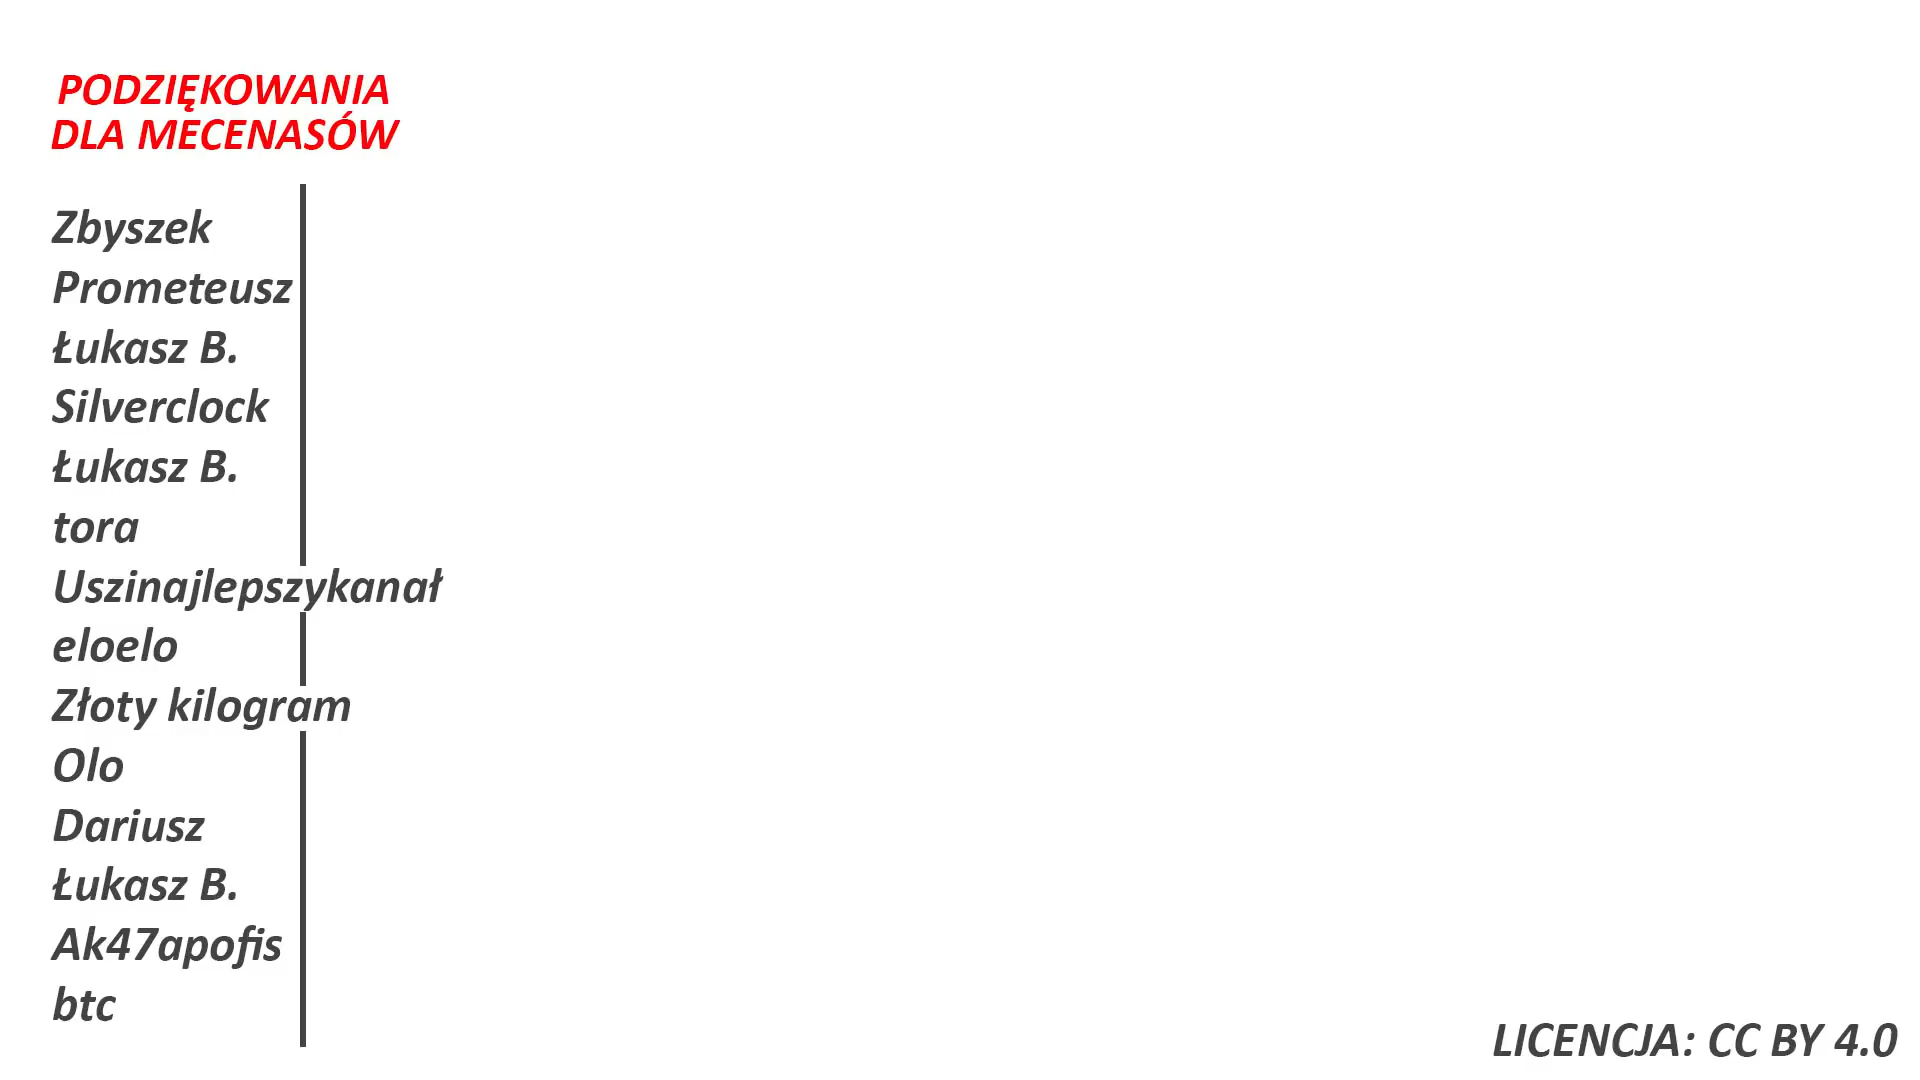 PODZIĘKOWANIA
DLA MECENASÓW
Zbyszek
Prometeusz
Łukasz B.
Silverclock
Łukasz B.
tora
Uszinajlepszykanał
eloelo
Złoty kilogram
Olo
Dariusz
Łukasz B.
Ak47apofis
btc
LICENCJA: CC BY 4.0